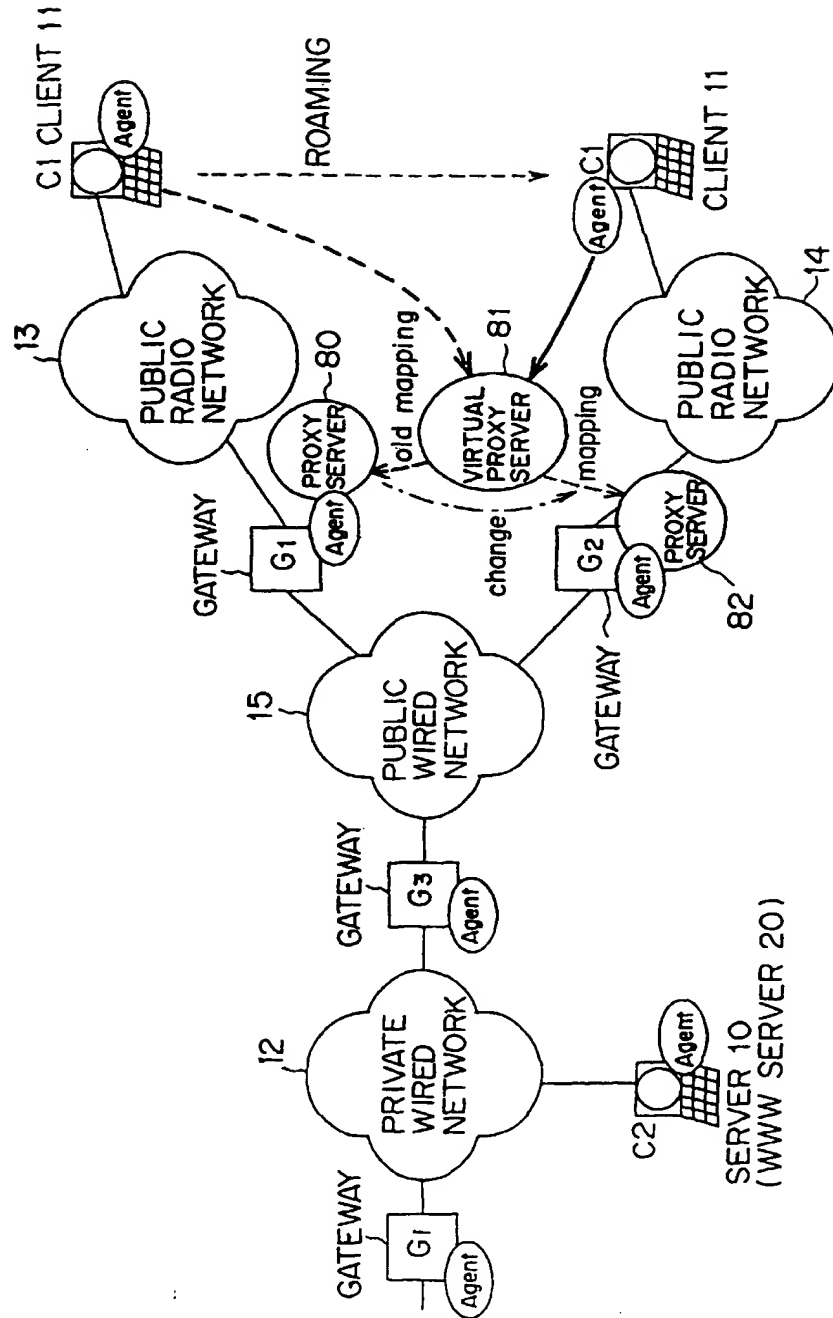 C1 CLIENT 11
Agent
ROAMING
C1
Agent
CLIENT 11
13
PUBLIC
RADIO
NETWORK
80
PROXY
SERVER
Agent
GATEWAY
G1
old mapping
81
VIRTUAL
PROXY
SERVER
change
mapping
14
PUBLIC
RADIO
NETWORK
G2
Agent
PROXY
SERVER
82
GATEWAY
15
PUBLIC
WIRED
NETWORK
GATEWAY
G3
Agent
12
PRIVATE
WIRED
NETWORK
C2
Agent
SERVER 10
(WWW SERVER 20)
GATEWAY
Gi
Agent